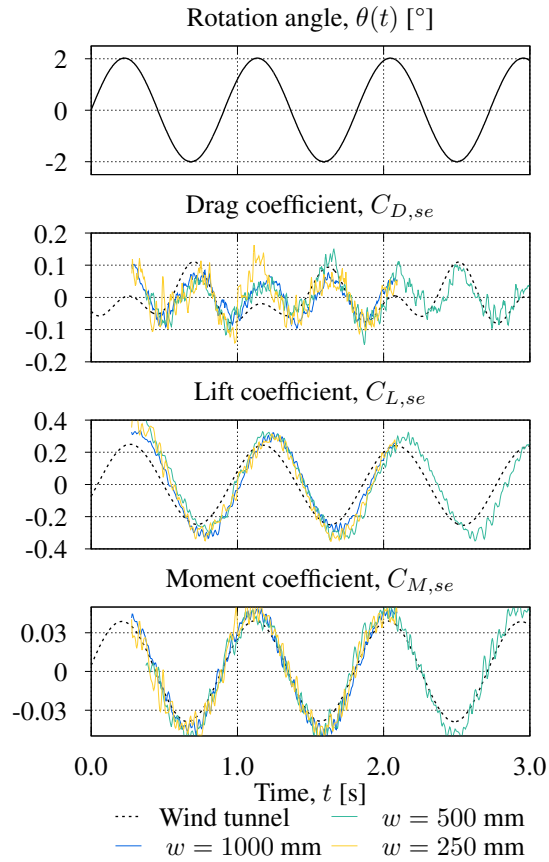 Rotation angle, θ(t) [°]
2
0
-2
Drag coefficient, C_{D,se}
0.2
0.1
0
-0.1
-0.2
Lift coefficient, C_{L,se}
0.4
0.2
0
-0.2
-0.4
Moment coefficient, C_{M,se}
0.03
0
-0.03
0.0 1.0 2.0 3.0
Time, t [s]
Wind tunnel w = 500 mm
w = 1000 mm w = 250 mm